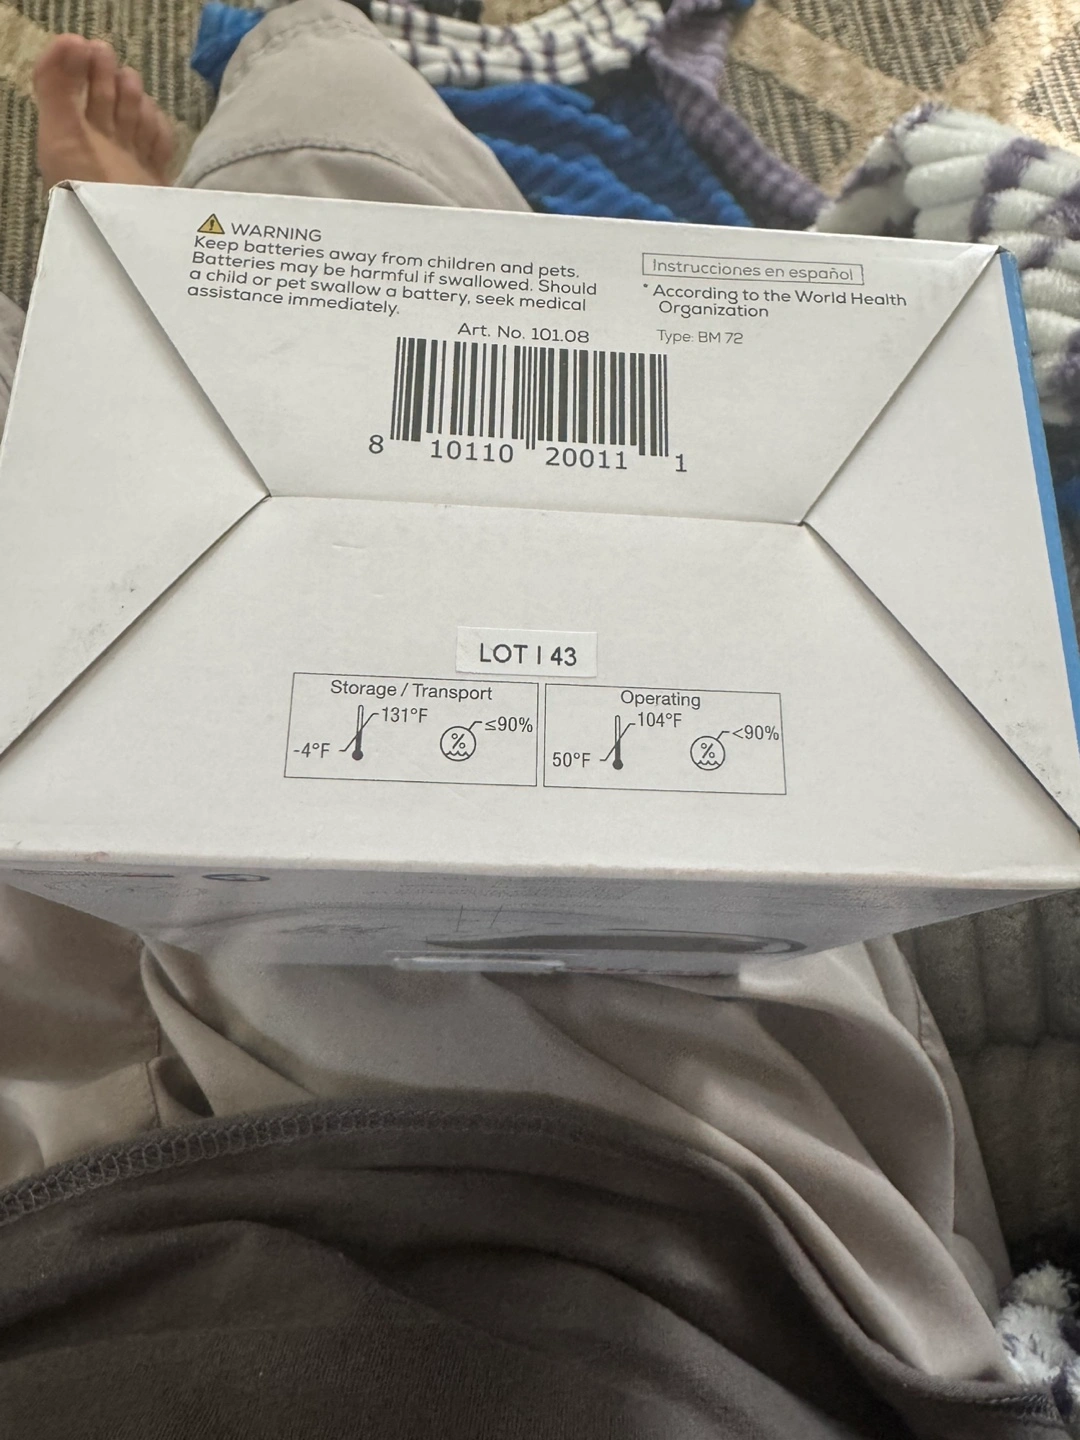 WARNING
Keep batteries away from children and pets.
Batteries may be harmful if swallowed. Should
a child or pet swallow a battery, seek medical
assistance immediately.
Instrucciones en español
* According to the World Health
Organization
Art. No. 101.08
Type: BM 72
8 10110 20011 1
LOT | 43
Storage / Transport
131°F
≤90%
-4°F
Operating
104°F
<90%
50°F